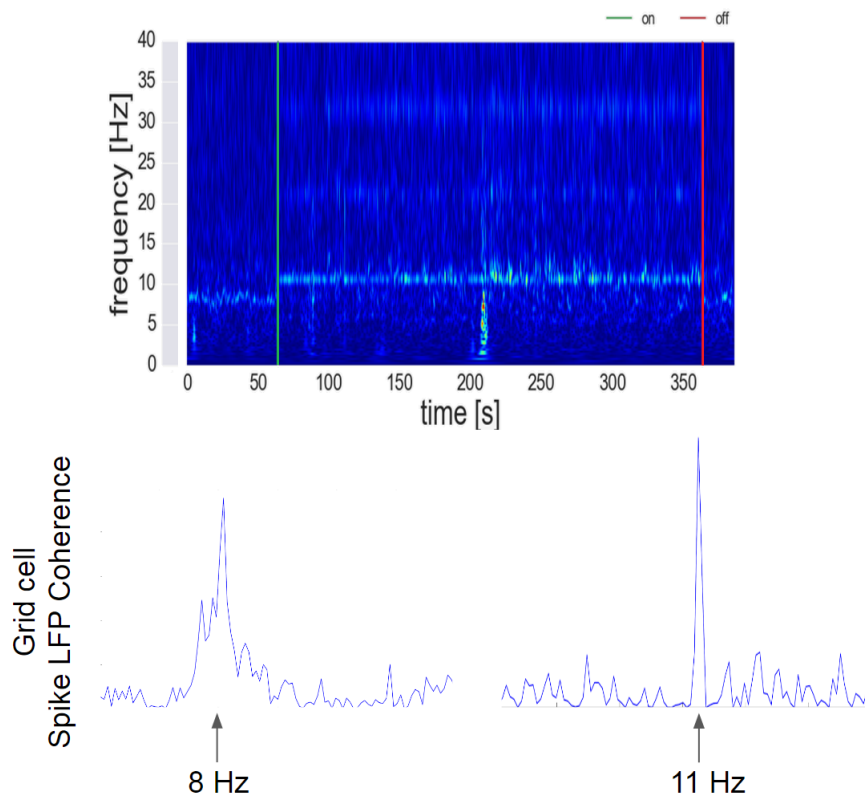 on off
40
35
30
25
20
15
10
5
0
frequency [Hz]
0 50 100 150 200 250 300 350
time [s]
Grid cell
Spike LFP Coherence
8 Hz 11 Hz